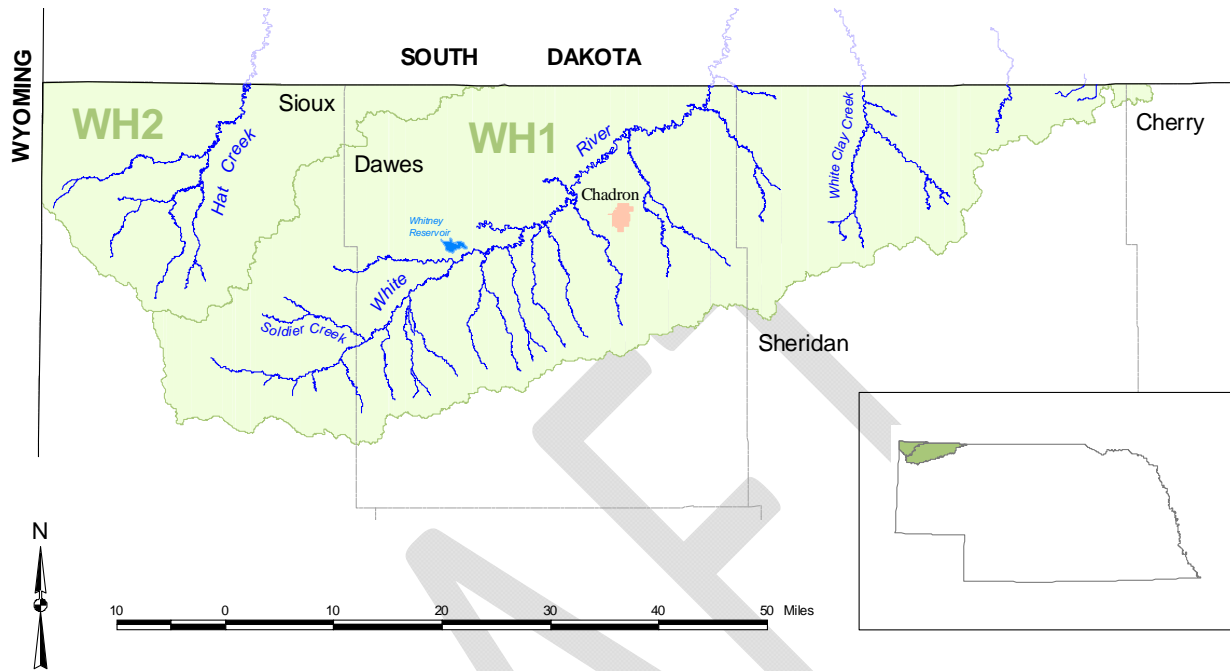 SOUTH DAKOTA
WYOMING
WH2
Sioux
Hat Creek
WH1
Dawes
River
White Clay Creek
Cherry
Chadron
Whitney
Reservoir
White
Soldier Creek
Sheridan
N
10 0 10 20 30 40 50 Miles